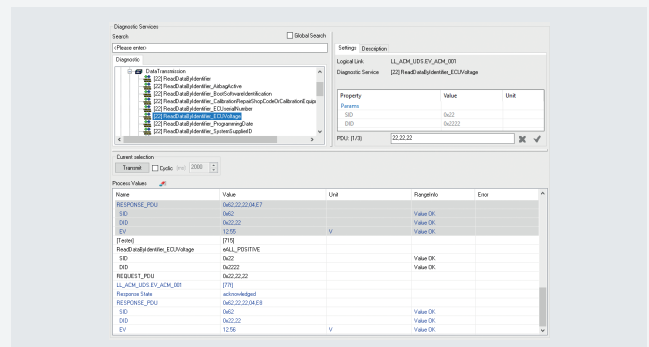 Diagnostic Services
Search
Global Search
<Please enter>
Diagnostic
DataTransmission
[22] ReadDataByIdentifier
[22] ReadDataByIdentifier_AirbagActive
[22] ReadDataByIdentifier_BootSoftwareIdentification
[22] ReadDataByIdentifier_CalibrationRepairShopCodeOrCalibrationEquip
[22] ReadDataByIdentifier_ECUserialNumber
[22] ReadDataByIdentifier_ECUVoltage
[22] ReadDataByIdentifier_ProgrammingDate
[22] ReadDataByIdentifier_SystemSupplierID
Settings Description
Logical Link LL_ACM_UDS.EV_ACM_001
Diagnostic Service [22] ReadDataByIdentifier_ECUVoltage
Property Value Unit
Params
SID 0x22
DID 0x2222
PDU: (1/3) 22,22,22
Current selection
Transmit Cyclic (ms) 2000
Process Values
Name Value Unit RangeInfo Error
RESPONSE_PDU 0x62,22,22,04,E7
SID 0x62 Value OK
DID 0x22,22 Value OK
EV 12.55 V Value OK
[Tester] [715]
ReadDataByIdentifier_ECUVoltage eALL_POSITIVE
SID 0x22 Value OK
DID 0x2222 Value OK
REQUEST_PDU 0x22,22,22
LL_ACM_UDS.EV_ACM_001 [77F]
Response State acknowledged
RESPONSE_PDU 0x62,22,22,04,E8
SID 0x62 Value OK
DID 0x22,22 Value OK
EV 12.56 V Value OK